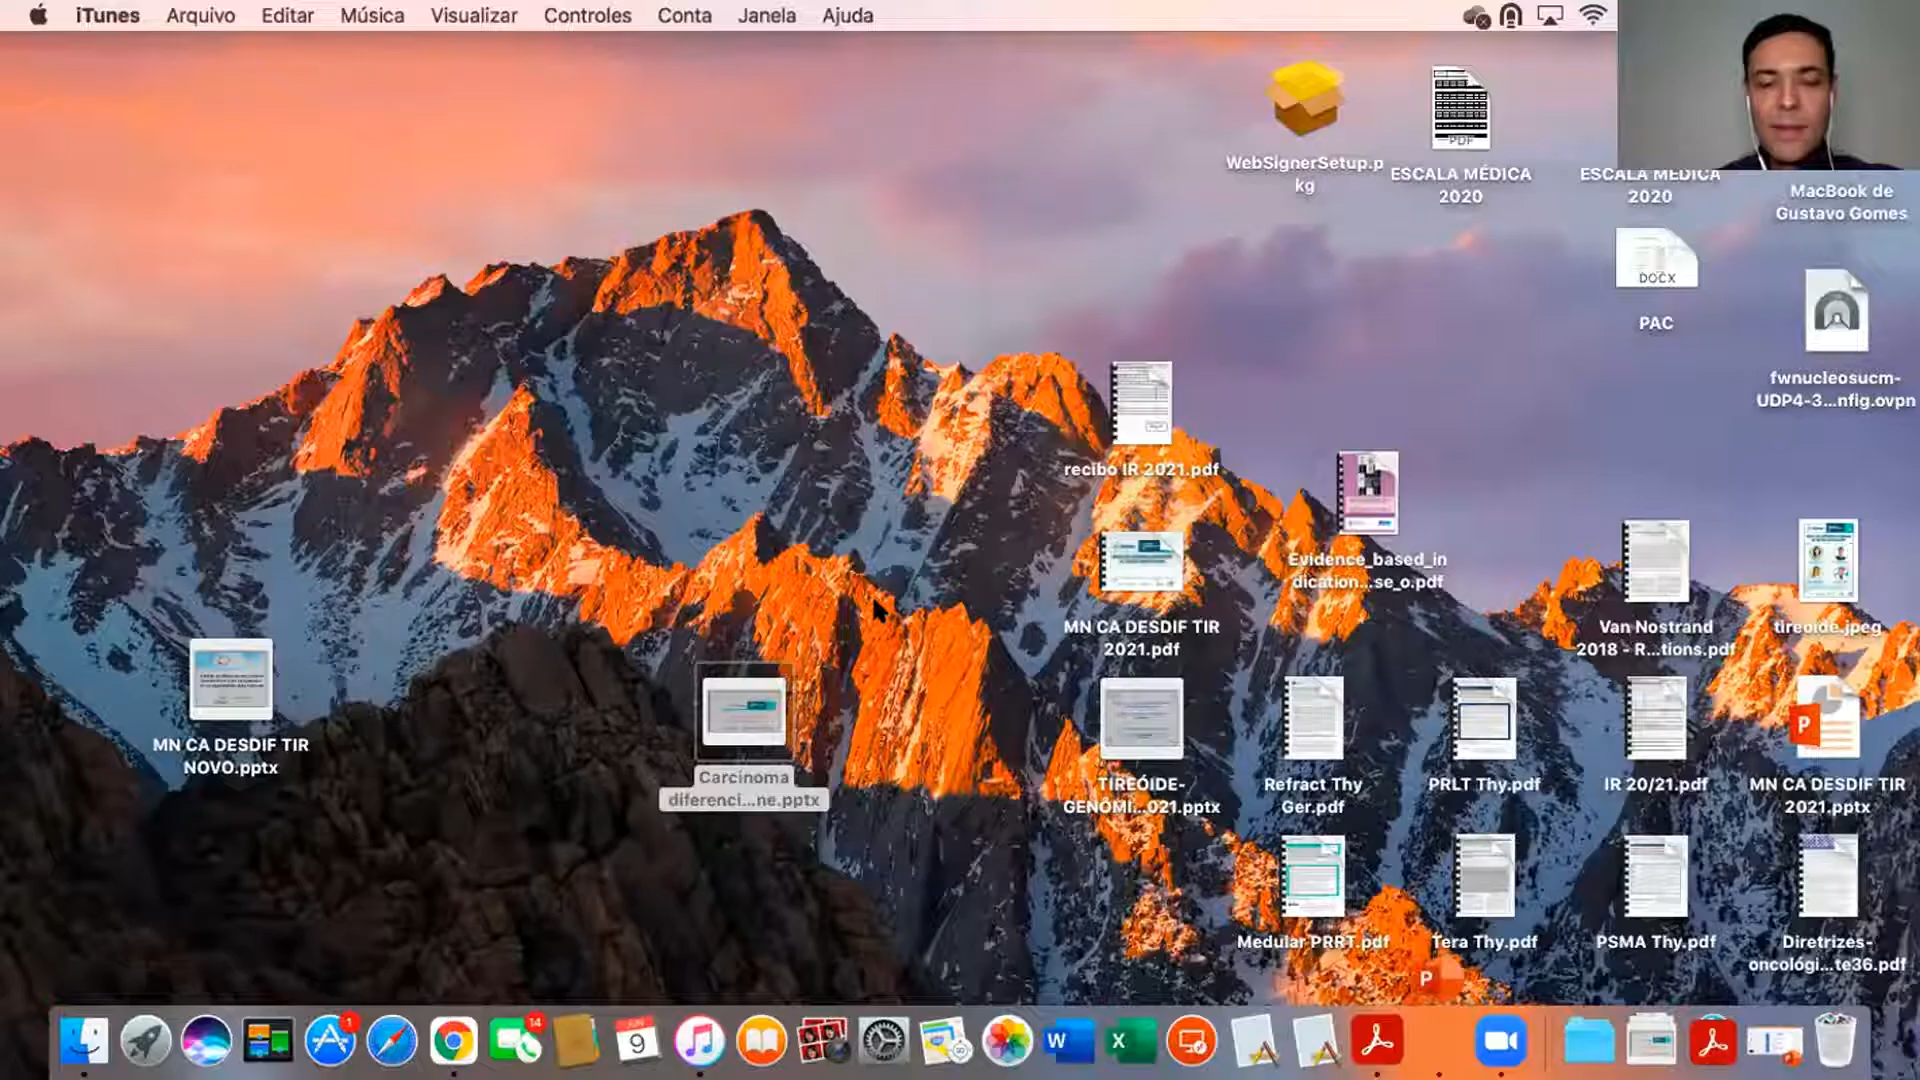 iTunes Arquivo Editar Música Visualizar Controles Conta Janela Ajuda
WebSignerSetup.p
kg
PDF
ESCALA MÉDICA
2020
ESCALA MÉDICA
2020
MacBook de
Gustavo Gomes
DOCX
PAC
fwnucleosucm-
UDP4-3...nfig.ovpn
recibo IR 2021.pdf
Evidence_based_in
dication...se_o.pdf
MN CA DESDIF TIR
2021.pdf
Van Nostrand
2018 - R...tions.pdf
tireoide.jpeg
MN CA DESDIF TIR
NOVO.pptx
Carcinoma
diferenci...ne.pptx
TIREÓIDE-
GENÔMI...021.pptx
Refract Thy
Ger.pdf
PRLT Thy.pdf
IR 20/21.pdf
P
MN CA DESDIF TIR
2021.pptx
Medular PRRT.pdf
Tera Thy.pdf
PSMA Thy.pdf
Diretrizes-
oncológi...te36.pdf
P
1
14
JUN
9
W
X